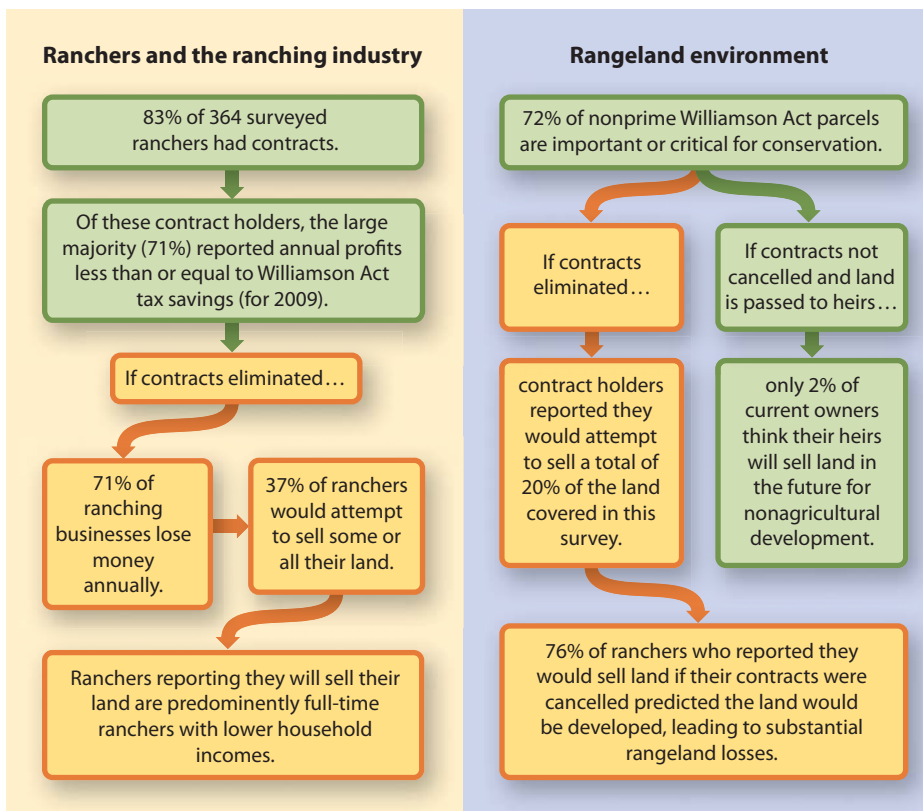 Ranchers and the ranching industry
83% of 364 surveyed
ranchers had contracts.
Of these contract holders, the large
majority (71%) reported annual profits
less than or equal to Williamson Act
tax savings (for 2009).
If contracts eliminated…
71% of
ranching
businesses lose
money
annually.
37% of ranchers
would attempt
to sell some or
all their land.
Ranchers reporting they will sell their
land are predominently full-time
ranchers with lower household
incomes.
Rangeland environment
72% of nonprime Williamson Act parcels
are important or critical for conservation.
If contracts
eliminated…
If contracts not
cancelled and land
is passed to heirs…
contract holders
reported they
would attempt
to sell a total of
20% of the land
covered in this
survey.
only 2% of
current owners
think their heirs
will sell land in
the future for
nonagricultural
development.
76% of ranchers who reported they
would sell land if their contracts were
cancelled predicted the land would
be developed, leading to substantial
rangeland losses.